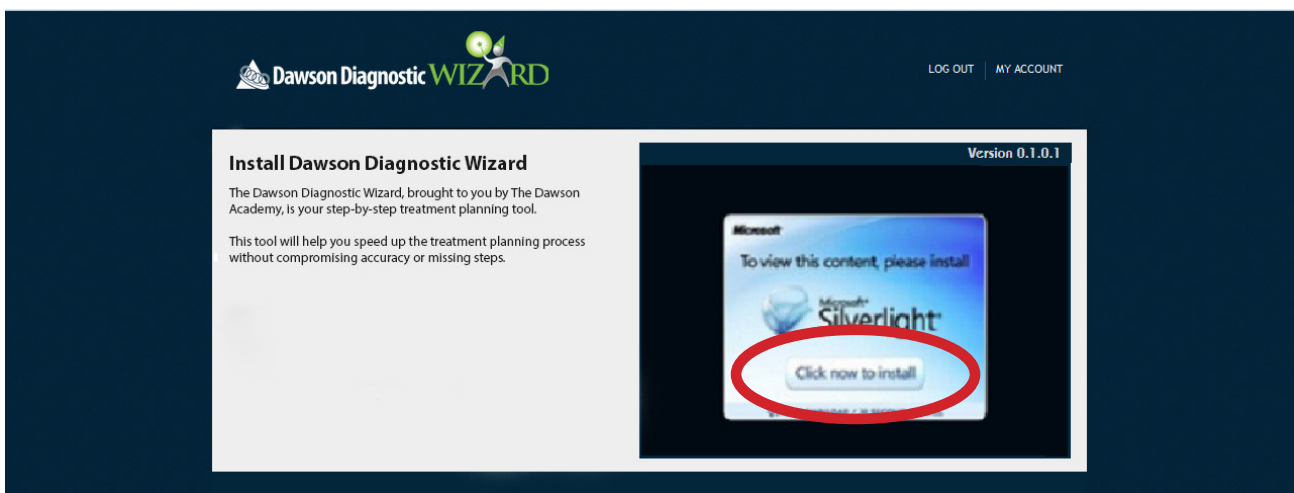 Dawson Diagnostic WIZARD
LOG OUT MY ACCOUNT
Install Dawson Diagnostic Wizard
The Dawson Diagnostic Wizard, brought to you by The Dawson
Academy, is your step-by-step treatment planning tool.
This tool will help you speed up the treatment planning process
without compromising accuracy or missing steps.
Version 0.1.0.1
Microsoft
To view this content, please install
Microsoft
Silverlight
Click now to install